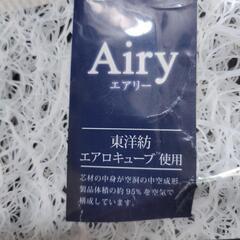 Airy
エアリー
東洋紡
エアロキューブ™使用
芯材の中身が空洞の中空成形。
製品体積の約95%を空気で
構成しています。